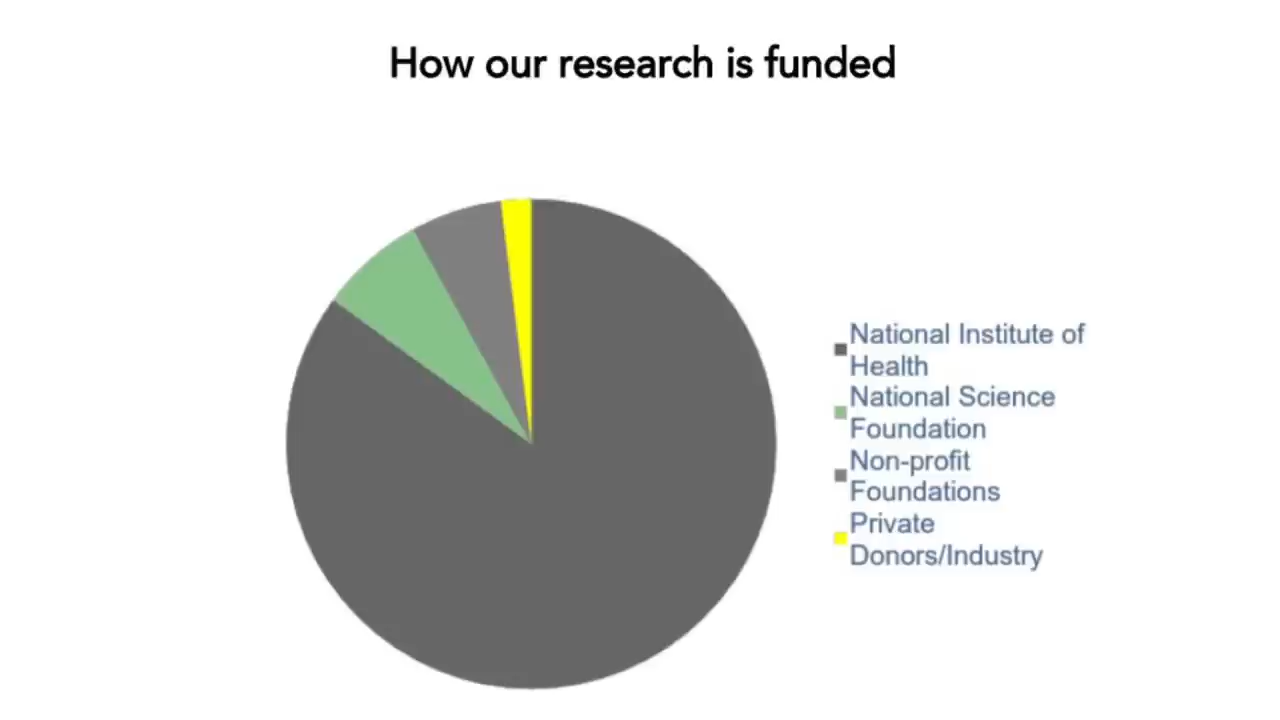 How our research is funded
National Institute of
Health
National Science
Foundation
Non-profit
Foundations
Private
Donors/Industry